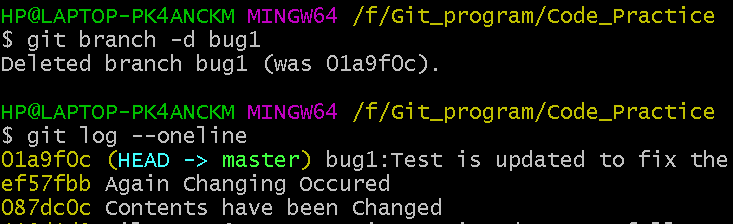 HP@LAPTOP-PK4ANCKM MINGW64 /f/Git_program/Code_Practice
$ git branch -d bug1
Deleted branch bug1 (was 01a9f0c).
HP@LAPTOP-PK4ANCKM MINGW64 /f/Git_program/Code_Practice
$ git log --oneline
01a9f0c (HEAD -> master) bug1:Test is updated to fix the
ef57fbb Again Changing Occured
087dc0c Contents have been Changed